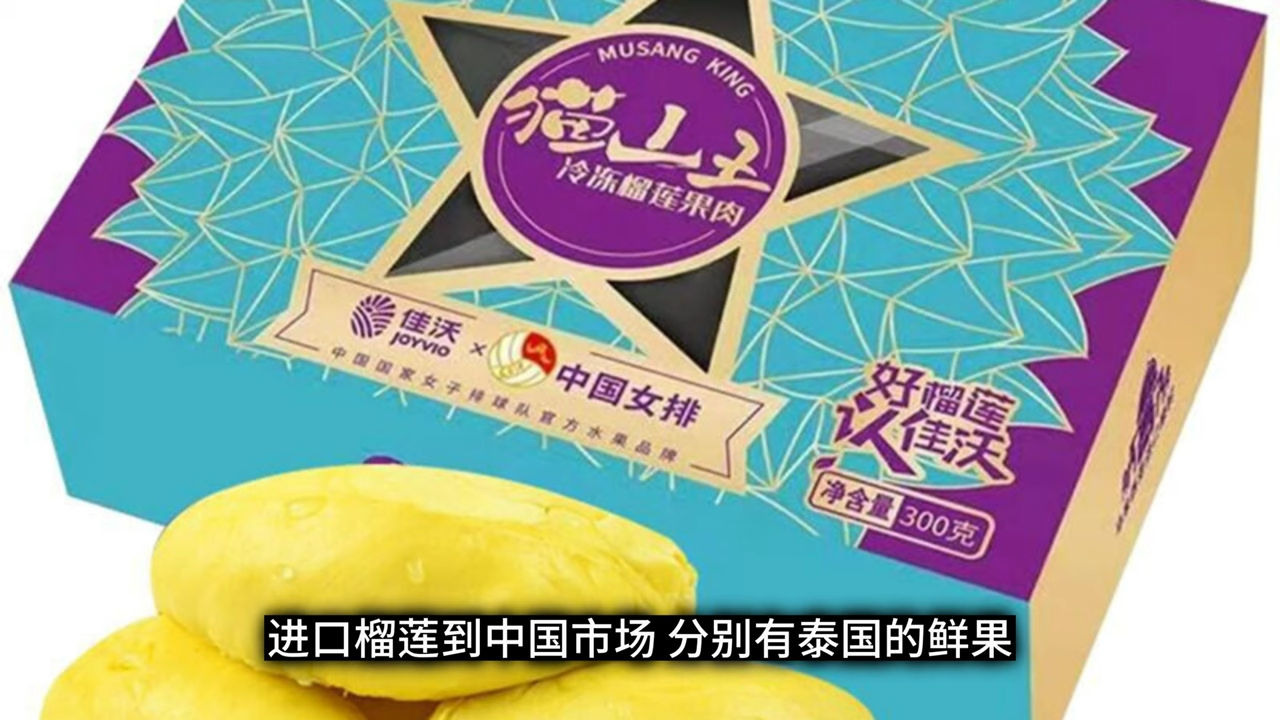 MUSANG KING
猫山王
冷冻榴莲果肉
佳沃
JOYVIO
×
中国女排
中国国家女子排球队官方水果品牌
好榴莲
认佳沃
净含量 300克
进口榴莲到中国市场 分别有泰国的鲜果